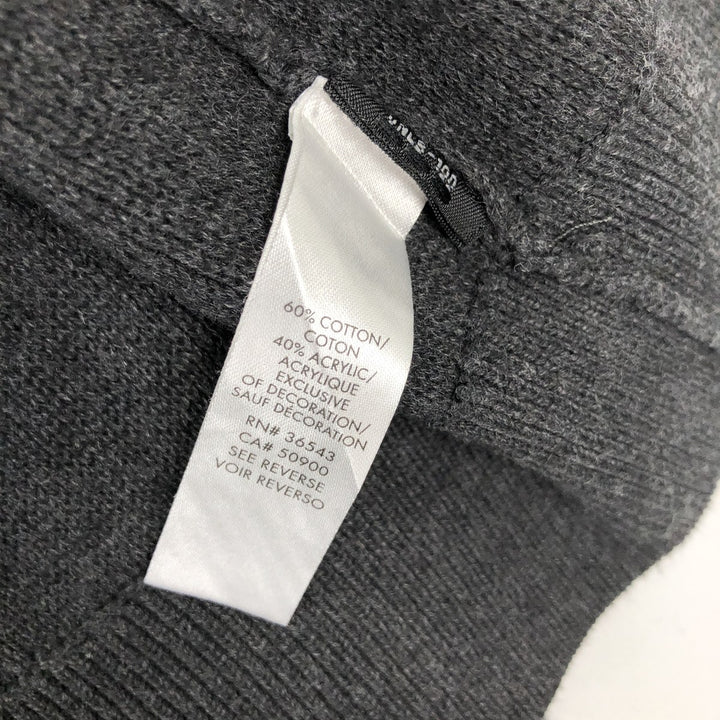 60% COTTON/
COTON
40% ACRYLIC/
ACRYLIQUE
EXCLUSIVE
OF DECORATION/
SAUF DÉCORATION
RN# 36543
CA# 50900
SEE REVERSE
VOIR REVERSO